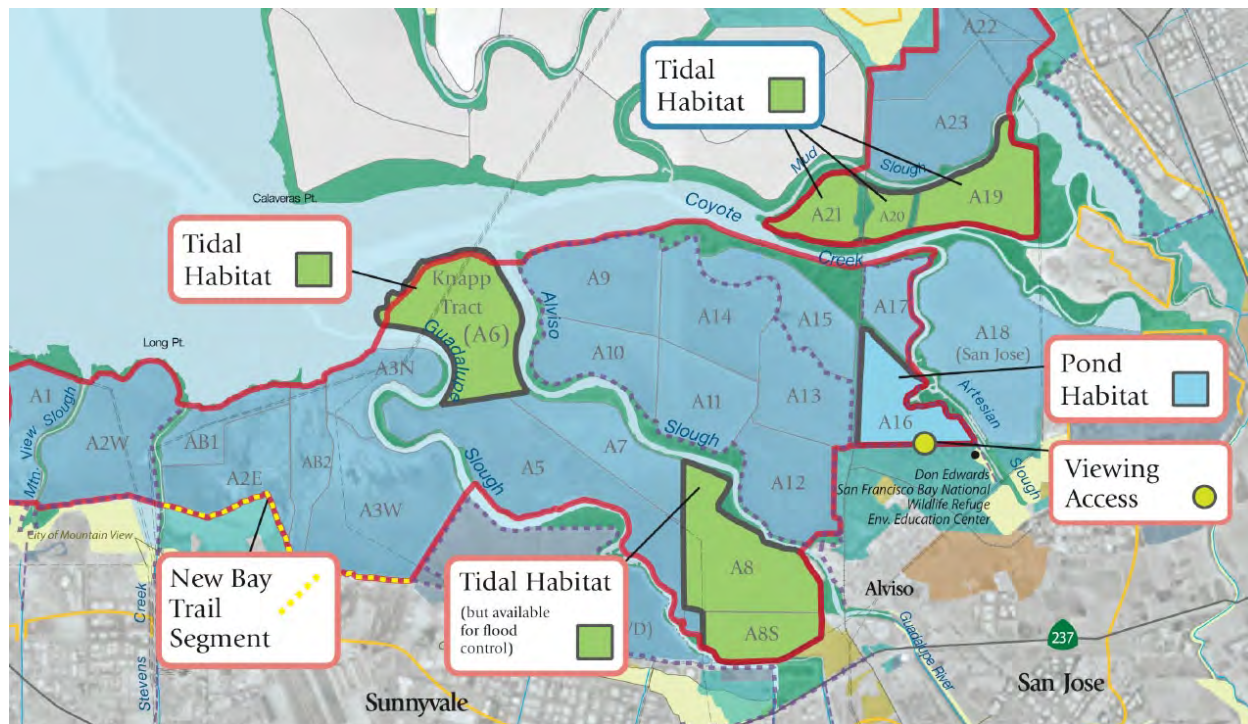 A22
Tidal
Habitat
A23
Mud
Slough
Calaveras Pt.
Coyote
A21
A20
A19
Creek
Tidal
Habitat
Knapp
Tract
(A6)
Guadalupe
Alviso
A9
A14
A15
A17
A18
(San Jose)
Long Pt.
A3N
A10
A11
A13
A16
Artesian
Slough
Pond
Habitat
A1
Mtn. View Slough
A2W
AB1
A2E
AB2
A3W
Slough
A5
A7
Slough
A12
Don Edwards
San Francisco Bay National
Wildlife Refuge
Env. Education Center
Viewing
Access
City of Mountain View
New Bay
Trail
Segment
Stevens
Creek
Tidal Habitat
(but available
for flood
control)
A8
A8S
Alviso
Guadalupe River
237
Sunnyvale
San Jose